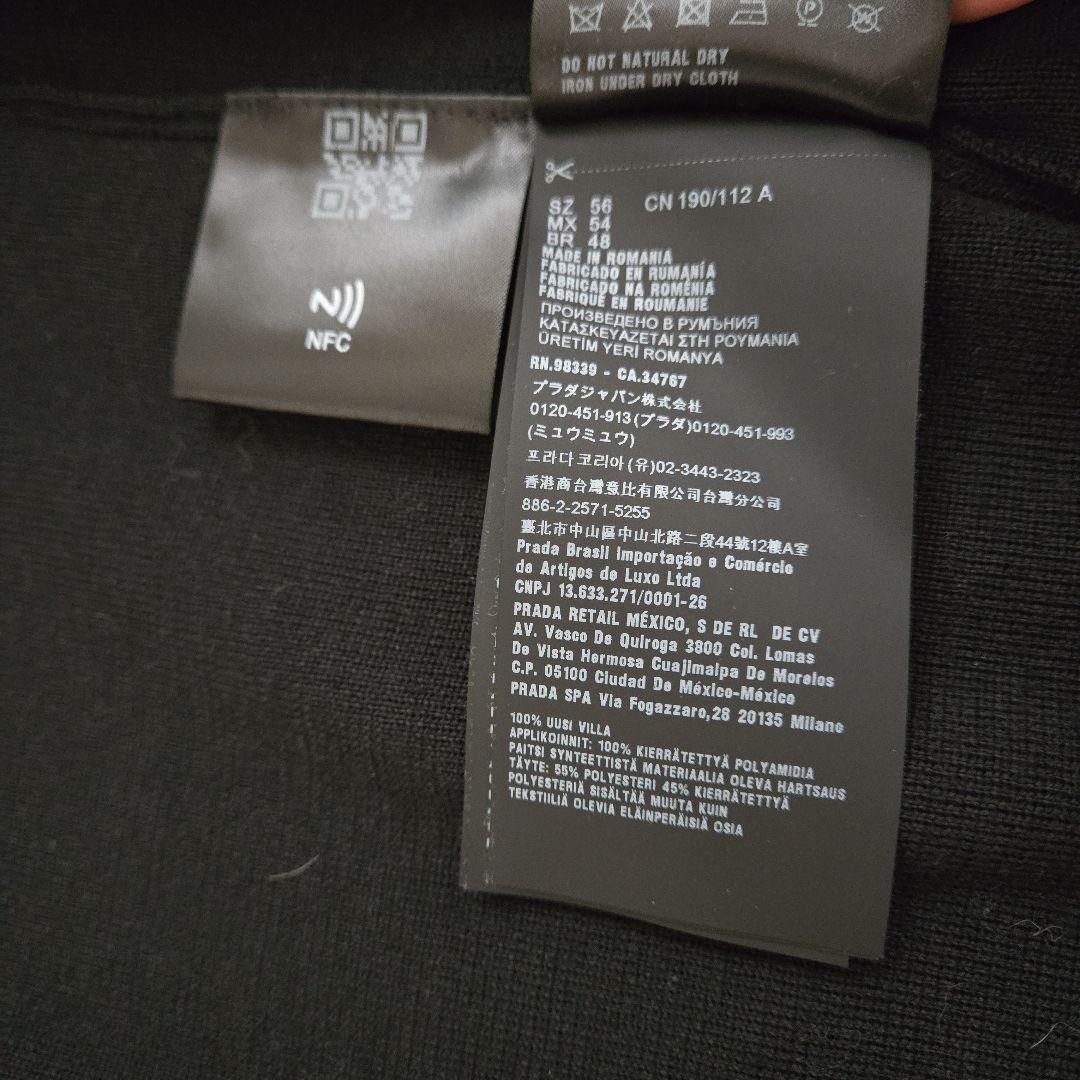 DO NOT NATURAL DRY
IRON UNDER DRY CLOTH
NFC
SZ 56 CN 190/112 A
MX 54
BR 48
MADE IN ROMANIA
FABRICADO EN RUMANÍA
FABRICADO NA ROMÉNIA
FABRIQUÉ EN ROUMANIE
ПРОИЗВЕДЕНО В РУМЪНИЯ
ΚΑΤΑΣΚΕΥΑΖΕΤΑΙ ΣΤΗ ΡΟΥΜΑΝΙΑ
ÜRETİM YERİ ROMANYA
RN.98339 - CA.34767
プラダジャパン株式会社
0120-451-913(プラダ)0120-451-993
(ミュウミュウ)
프라다코리아(유)02-3443-2323
香港商台灣意比有限公司台灣分公司
886-2-2571-5255
臺北市中山區中山北路二段44號12樓A室
Prada Brasil Importação e Comércio
de Artigos de Luxo Ltda
CNPJ 13.633.271/0001-26
PRADA RETAIL MÉXICO, S DE RL DE CV
AV. Vasco De Quiroga 3800 Col. Lomas
De Vista Hermosa Cuajimalpa De Morelos
C.P. 05100 Ciudad De México-México
PRADA SPA Via Fogazzaro,28 20135 Milano
100% UUSI VILLA
APPLIKOINNIT: 100% KIERRÄTETTYÄ POLYAMIDIA
PAITSI SYNTEETTISTÄ MATERIAALIA OLEVA HARTSAUS
TÄYTE: 55% POLYESTERI 45% KIERRÄTETTYÄ
POLYESTERIÄ SISÄLTÄÄ MUUTA KUIN
TEKSTIILIÄ OLEVIA ELÄINPERÄISIÄ OSIA